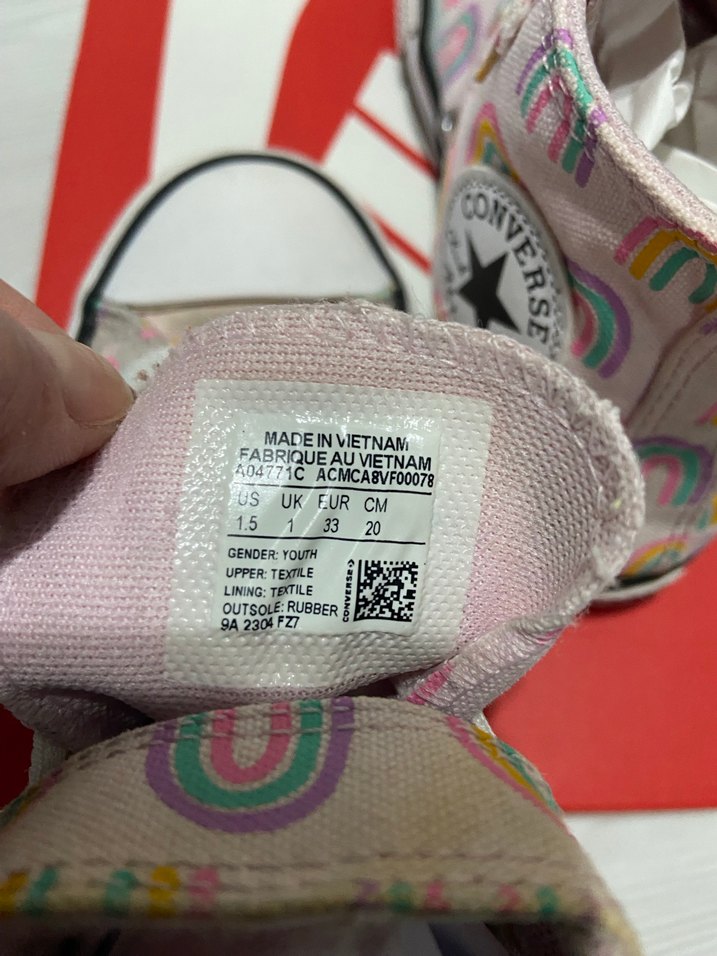 CONVERSE
MADE IN VIETNAM
FABRIQUE AU VIETNAM
A04771C ACMCA8VF00078
US UK EUR CM
1.5 1 33 20
GENDER: YOUTH
UPPER: TEXTILE
LINING: TEXTILE
OUTSOLE: RUBBER
9A 2304 FZ7
CONVERSE